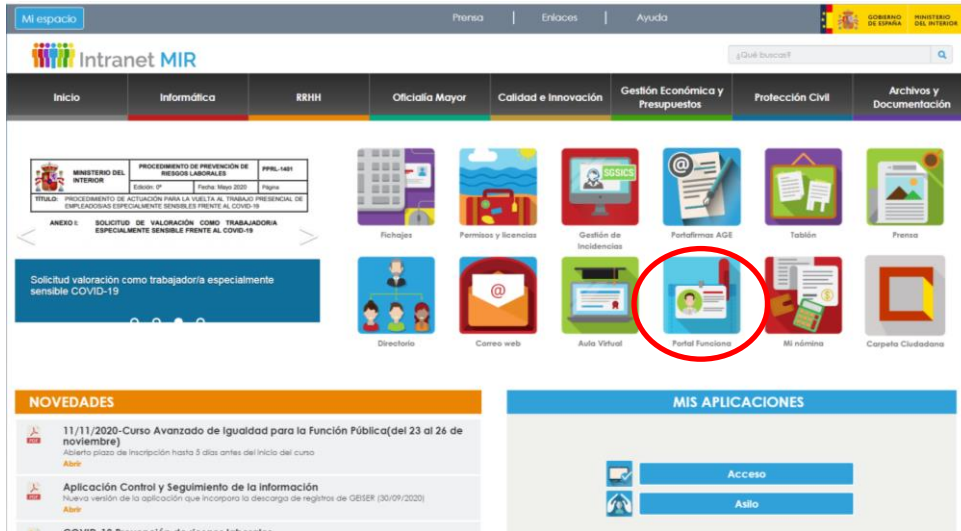 Mi espacio
Prensa | Enlaces | Ayuda
GOBIERNO DE ESPAÑA
MINISTERIO DEL INTERIOR
Intranet MIR
¿Qué buscas?
Inicio
Informática
RRHH
Oficialía Mayor
Calidad e Innovación
Gestión Económica y
Presupuestos
Protección Civil
Archivos y
Documentación
MINISTERIO DEL
INTERIOR
PROCEDIMIENTO DE PREVENCIÓN DE
RIESGOS LABORALES
PPRL-1401
Edición: 0ª
Fecha: Mayo 2020
Página
TÍTULO: PROCEDIMIENTO DE ACTUACIÓN PARA LA VUELTA AL TRABAJO PRESENCIAL DE
EMPLEADOS/AS ESPECIALMENTE SENSIBLES FRENTE AL COVID-19
ANEXO I: SOLICITUD DE VALORACIÓN COMO TRABAJADOR/A
ESPECIALMENTE SENSIBLE FRENTE AL COVID-19
Solicitud valoración como trabajador/a especialmente
sensible COVID-19
SGSICS
@
Fichajes
Permisos y licencias
Gestión de
Incidencias
Portafirmas AGE
Tablón
Prensa
@
$
Directorio
Correo web
Aula Virtual
Portal Funciona
Mi nómina
Carpeta Ciudadana
NOVEDADES
PDF
11/11/2020-Curso Avanzado de Igualdad para la Función Pública(del 23 al 26 de
noviembre)
Abierto plazo de inscripción hasta 5 días antes del inicio del curso
Abrir
PDF
Aplicación Control y Seguimiento de la información
Nueva versión de la aplicación que incorpora la descarga de registros de GEISER (30/09/2020)
Abrir
COVID-19 Prevención de riesgos laborales
MIS APLICACIONES
Acceso
Asilo